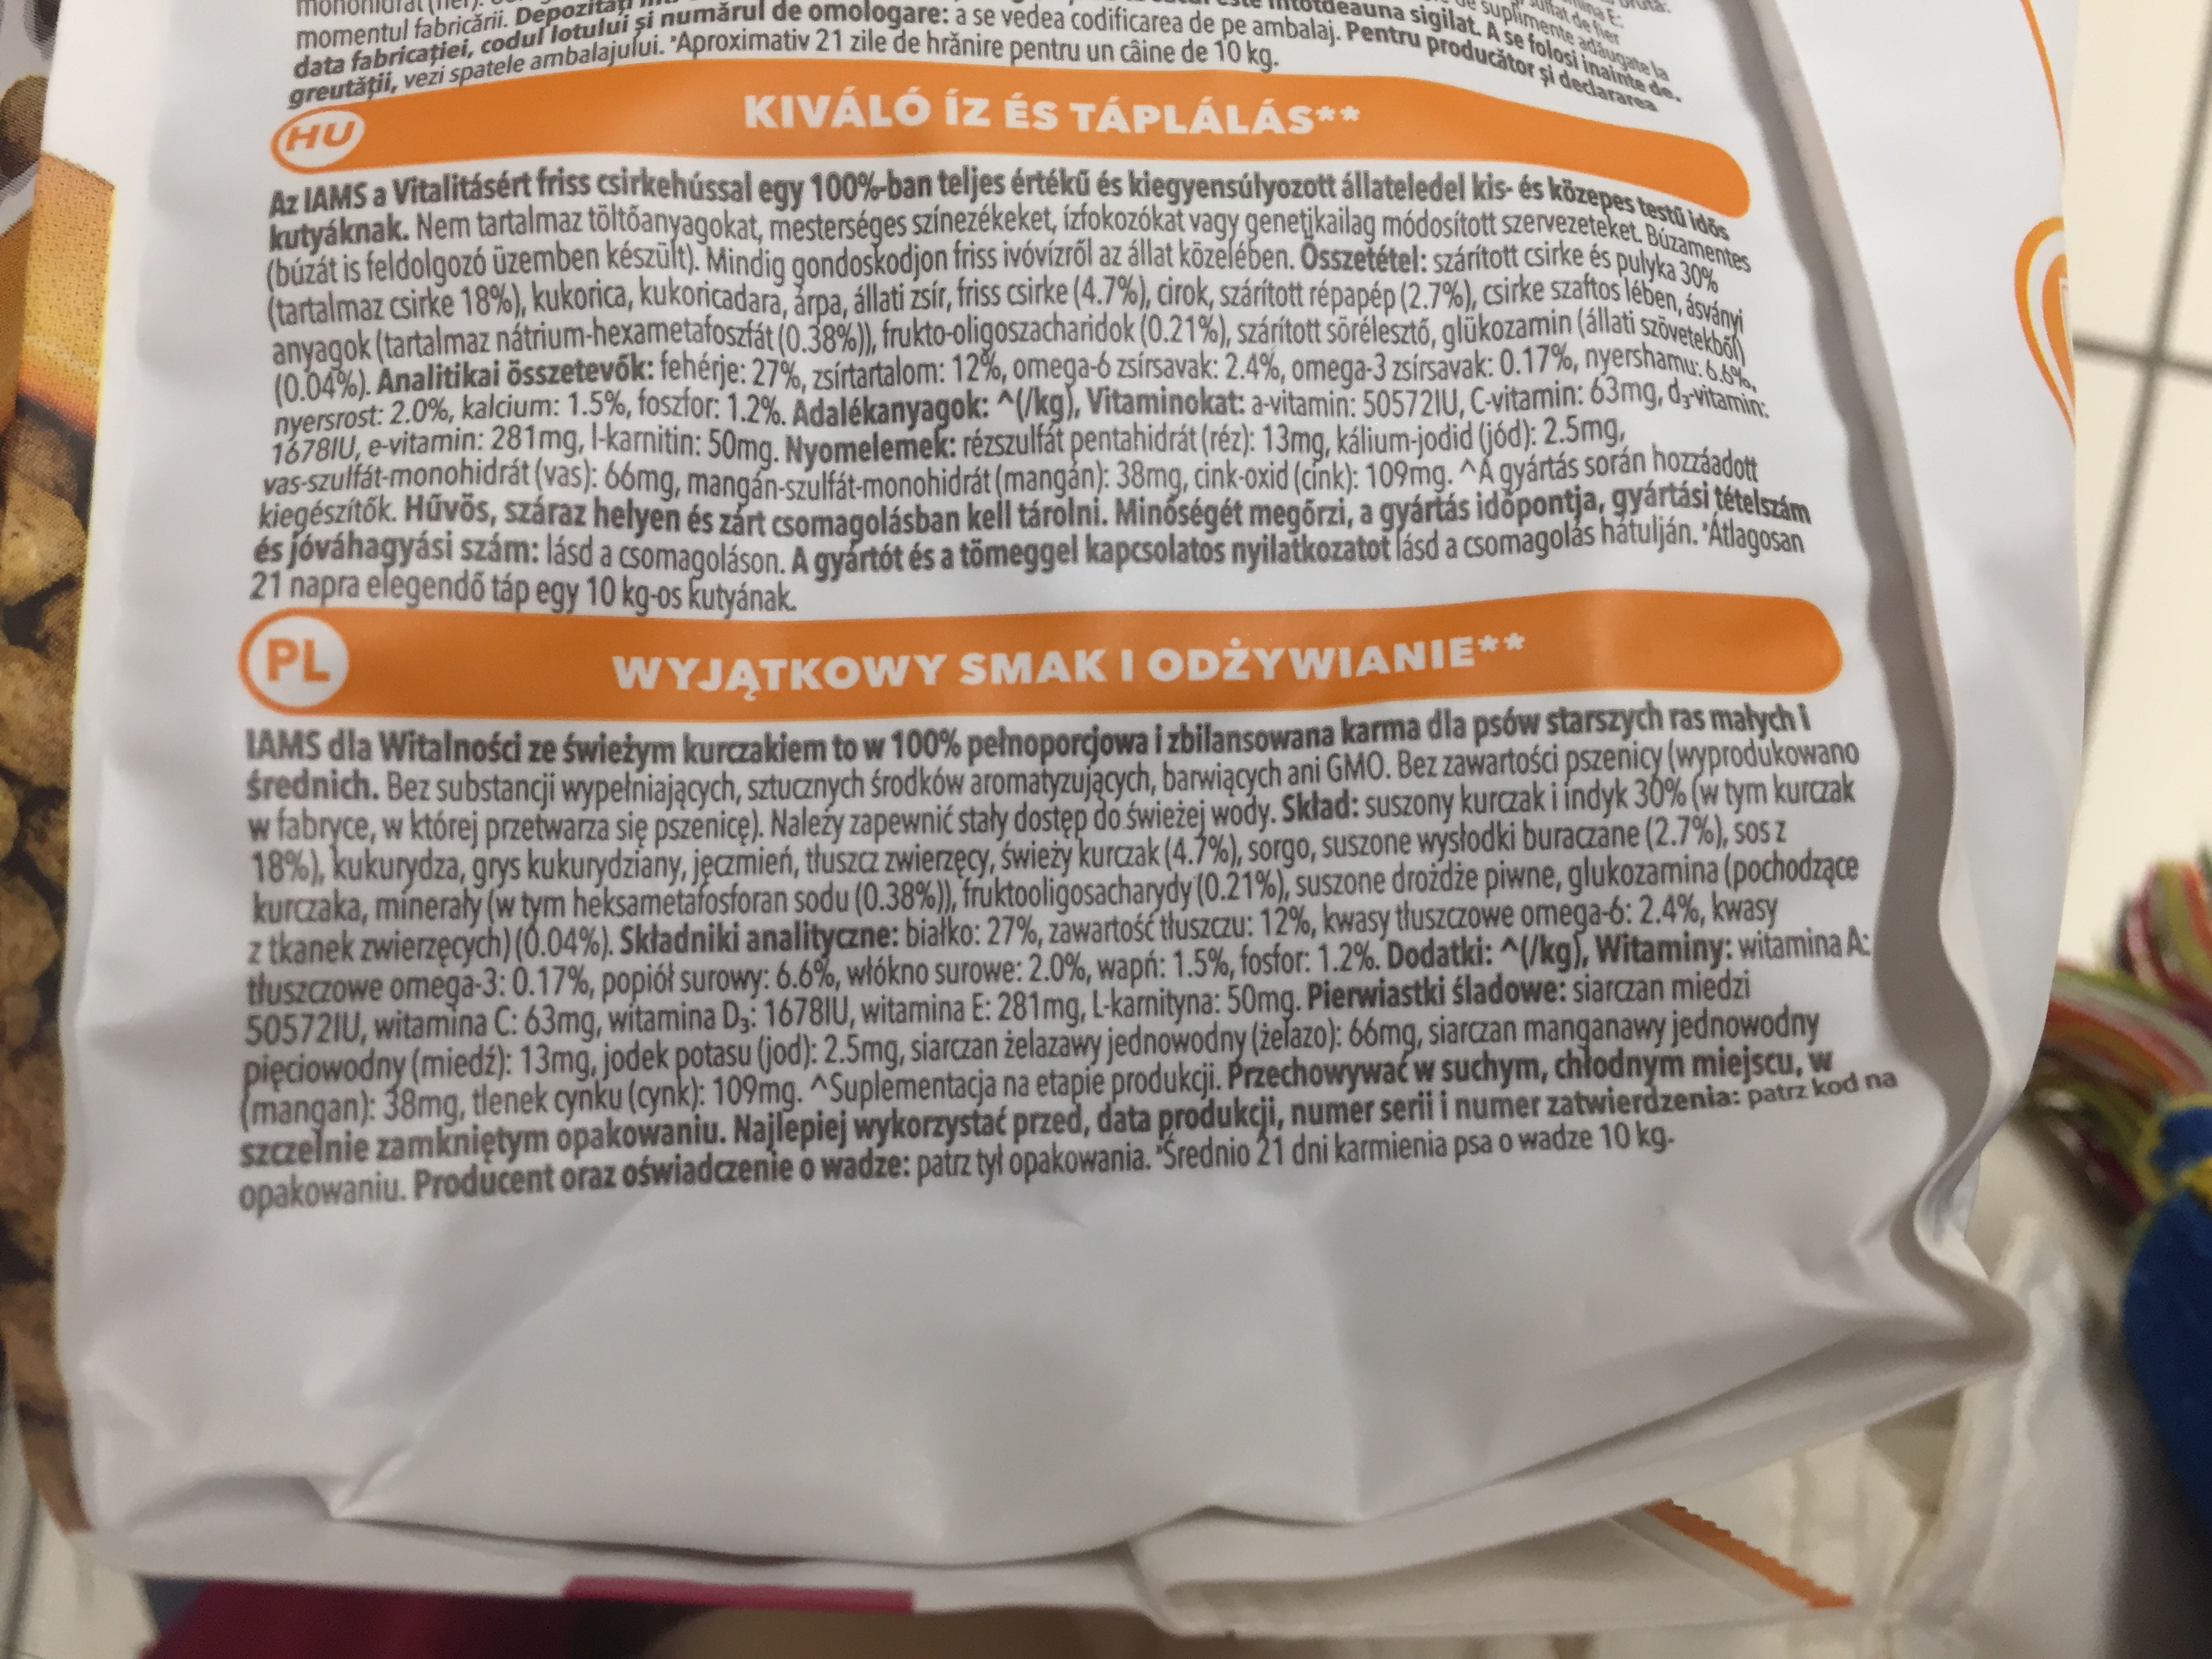 momentul fabricării. Depozitați
suplimente adăugate la
data fabricației, codul lotului și numărul de omologare: a se vedea codificarea de pe ambalaj. Pentru producător și declararea
întotdeauna sigilat. A se folosi înainte de,
greutății, vezi spatele ambalajului. *Aproximativ 21 zile de hrănire pentru un câine de 10 kg.
HU
KIVÁLÓ ÍZ ÉS TÁPLÁLÁS**
Az IAMS a Vitalitásért friss csirkehússal egy 100%-ban teljes értékű és kiegyensúlyozott állateledel kis- és közepes testű idős
kutyáknak. Nem tartalmaz töltőanyagokat, mesterséges színezékeket, ízfokozókat vagy genetikailag módosított szervezeteket. Búzamentes
(búzát is feldolgozó üzemben készült). Mindig gondoskodjon friss ivóvízről az állat közelében. Összetétel: szárított csirke és pulyka 30%
(tartalmaz csirke 18%), kukorica, kukoricadara, árpa, állati zsír, friss csirke (4.7%), cirok, szárított répapép (2.7%), csirke szaftos lében, ásványi
anyagok (tartalmaz nátrium-hexametafoszfát (0.38%)), frukto-oligoszacharidok (0.21%), szárított sörélesztő, glükozamin (állati szövetekből)
(0.04%). Analitikai összetevők: fehérje: 27%, zsírtartalom: 12%, omega-6 zsírsavak: 2.4%, omega-3 zsírsavak: 0.17%, nyershamu: 6.6%,
nyersrost: 2.0%, kalcium: 1.5%, foszfor: 1.2%. Adalékanyagok: ^(/kg), Vitaminokat: a-vitamin: 50572IU, C-vitamin: 63mg, d₃-vitamin:
1678IU, e-vitamin: 281mg, l-karnitin: 50mg. Nyomelemek: rézszulfát pentahidrát (réz): 13mg, kálium-jodid (jód): 2.5mg,
vas-szulfát-monohidrát (vas): 66mg, mangán-szulfát-monohidrát (mangán): 38mg, cink-oxid (cink): 109mg. ^A gyártás során hozzáadott
kiegészítők. Hűvös, száraz helyen és zárt csomagolásban kell tárolni. Minőségét megőrzi, a gyártás időpontja, gyártási tételszám
és jóváhagyási szám: lásd a csomagoláson. A gyártót és a tömeggel kapcsolatos nyilatkozatot lásd a csomagolás hátulján. *Átlagosan
21 napra elegendő táp egy 10 kg-os kutyának.
PL
WYJĄTKOWY SMAK I ODŻYWIANIE**
IAMS dla Witalności ze świeżym kurczakiem to w 100% pełnoporcjowa i zbilansowana karma dla psów starszych ras małych i
średnich. Bez substancji wypełniających, sztucznych środków aromatyzujących, barwiących ani GMO. Bez zawartości pszenicy (wyprodukowano
w fabryce, w której przetwarza się pszenicę). Należy zapewnić stały dostęp do świeżej wody. Skład: suszony kurczak i indyk 30% (w tym kurczak
18%), kukurydza, grys kukurydziany, jęczmień, tłuszcz zwierzęcy, świeży kurczak (4.7%), sorgo, suszone wysłodki buraczane (2.7%), sos z
kurczaka, minerały (w tym heksametafosforan sodu (0.38%)), fruktooligosacharydy (0.21%), suszone drożdże piwne, glukozamina (pochodzące
z tkanek zwierzęcych) (0.04%). Składniki analityczne: białko: 27%, zawartość tłuszczu: 12%, kwasy tłuszczowe omega-6: 2.4%, kwasy
tłuszczowe omega-3: 0.17%, popiół surowy: 6.6%, włókno surowe: 2.0%, wapń: 1.5%, fosfor: 1.2%. Dodatki: ^(/kg), Witaminy: witamina A:
50572IU, witamina C: 63mg, witamina D₃: 1678IU, witamina E: 281mg, L-karnityna: 50mg. Pierwiastki śladowe: siarczan miedzi
pięciowodny (miedź): 13mg, jodek potasu (jod): 2.5mg, siarczan żelazawy jednowodny (żelazo): 66mg, siarczan manganawy jednowodny
(mangan): 38mg, tlenek cynku (cynk): 109mg. ^Suplementacja na etapie produkcji. Przechowywać w suchym, chłodnym miejscu, w
szczelnie zamkniętym opakowaniu. Najlepiej wykorzystać przed, data produkcji, numer serii i numer zatwierdzenia: patrz kod na
opakowaniu. Producent oraz oświadczenie o wadze: patrz tył opakowania. *Średnio 21 dni karmienia psa o wadze 10 kg.